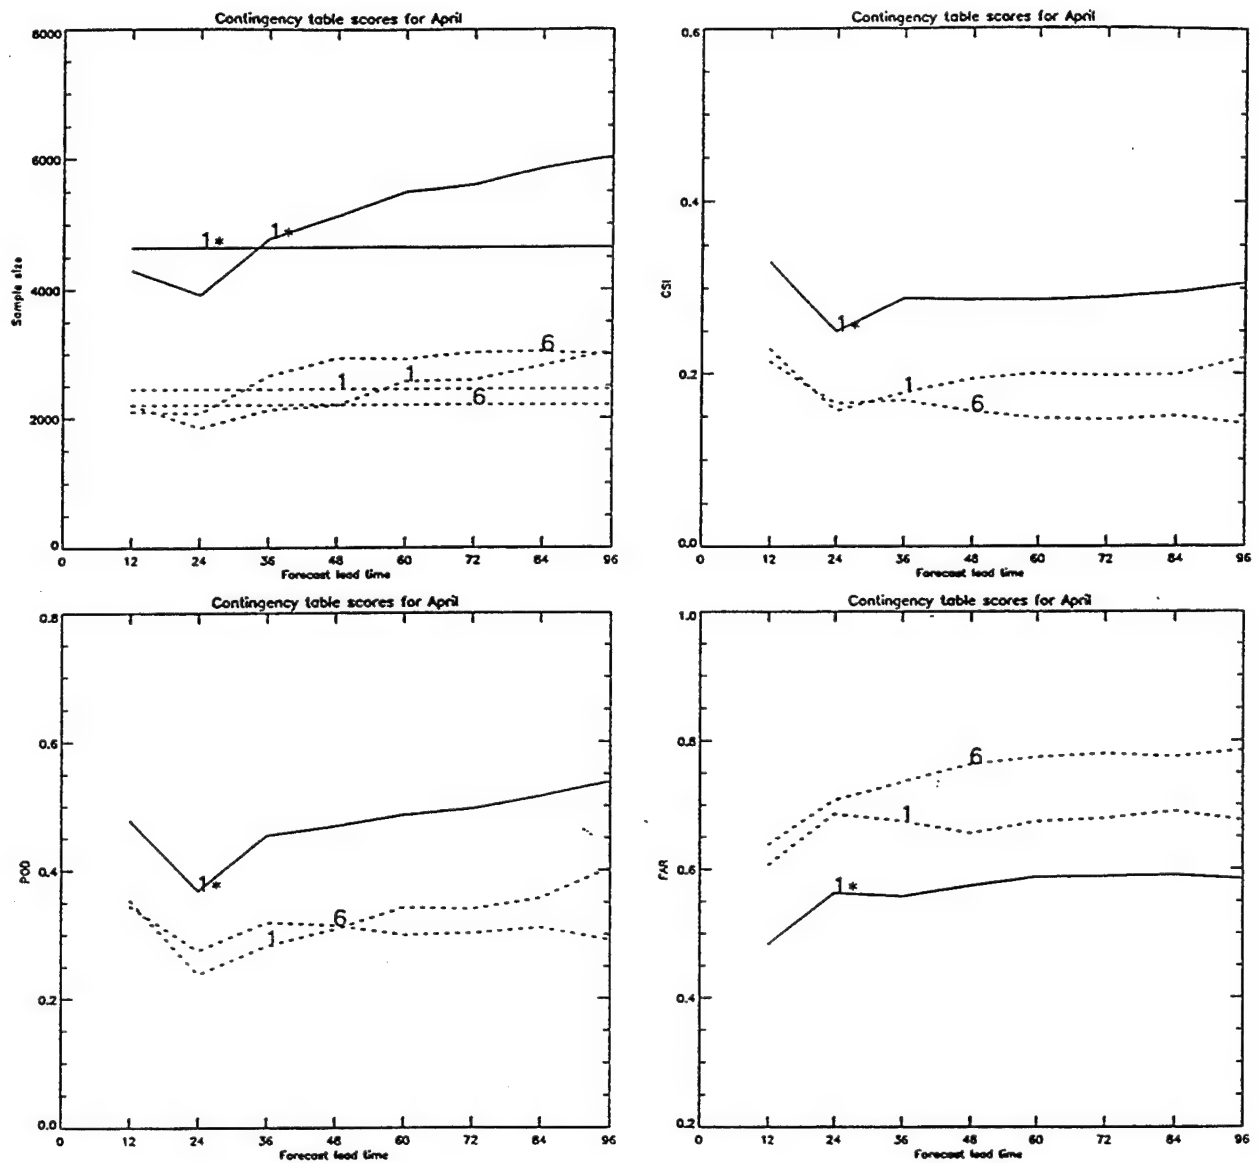 Contingency table scores for April
8000
6000
4000
2000
0
Sample size
1*
1*
6
1
1
6
0 12 24 36 48 60 72 84 96
Forecast lead time
Contingency table scores for April
0.6
0.4
0.2
0.0
CSI
1*
1
6
0 12 24 36 48 60 72 84 96
Forecast lead time
Contingency table scores for April
0.8
0.6
0.4
0.2
0.0
POD
1*
6
1
0 12 24 36 48 60 72 84 96
Forecast lead time
Contingency table scores for April
1.0
0.8
0.6
0.4
0.2
FAR
6
1
1*
0 12 24 36 48 60 72 84 96
Forecast lead time